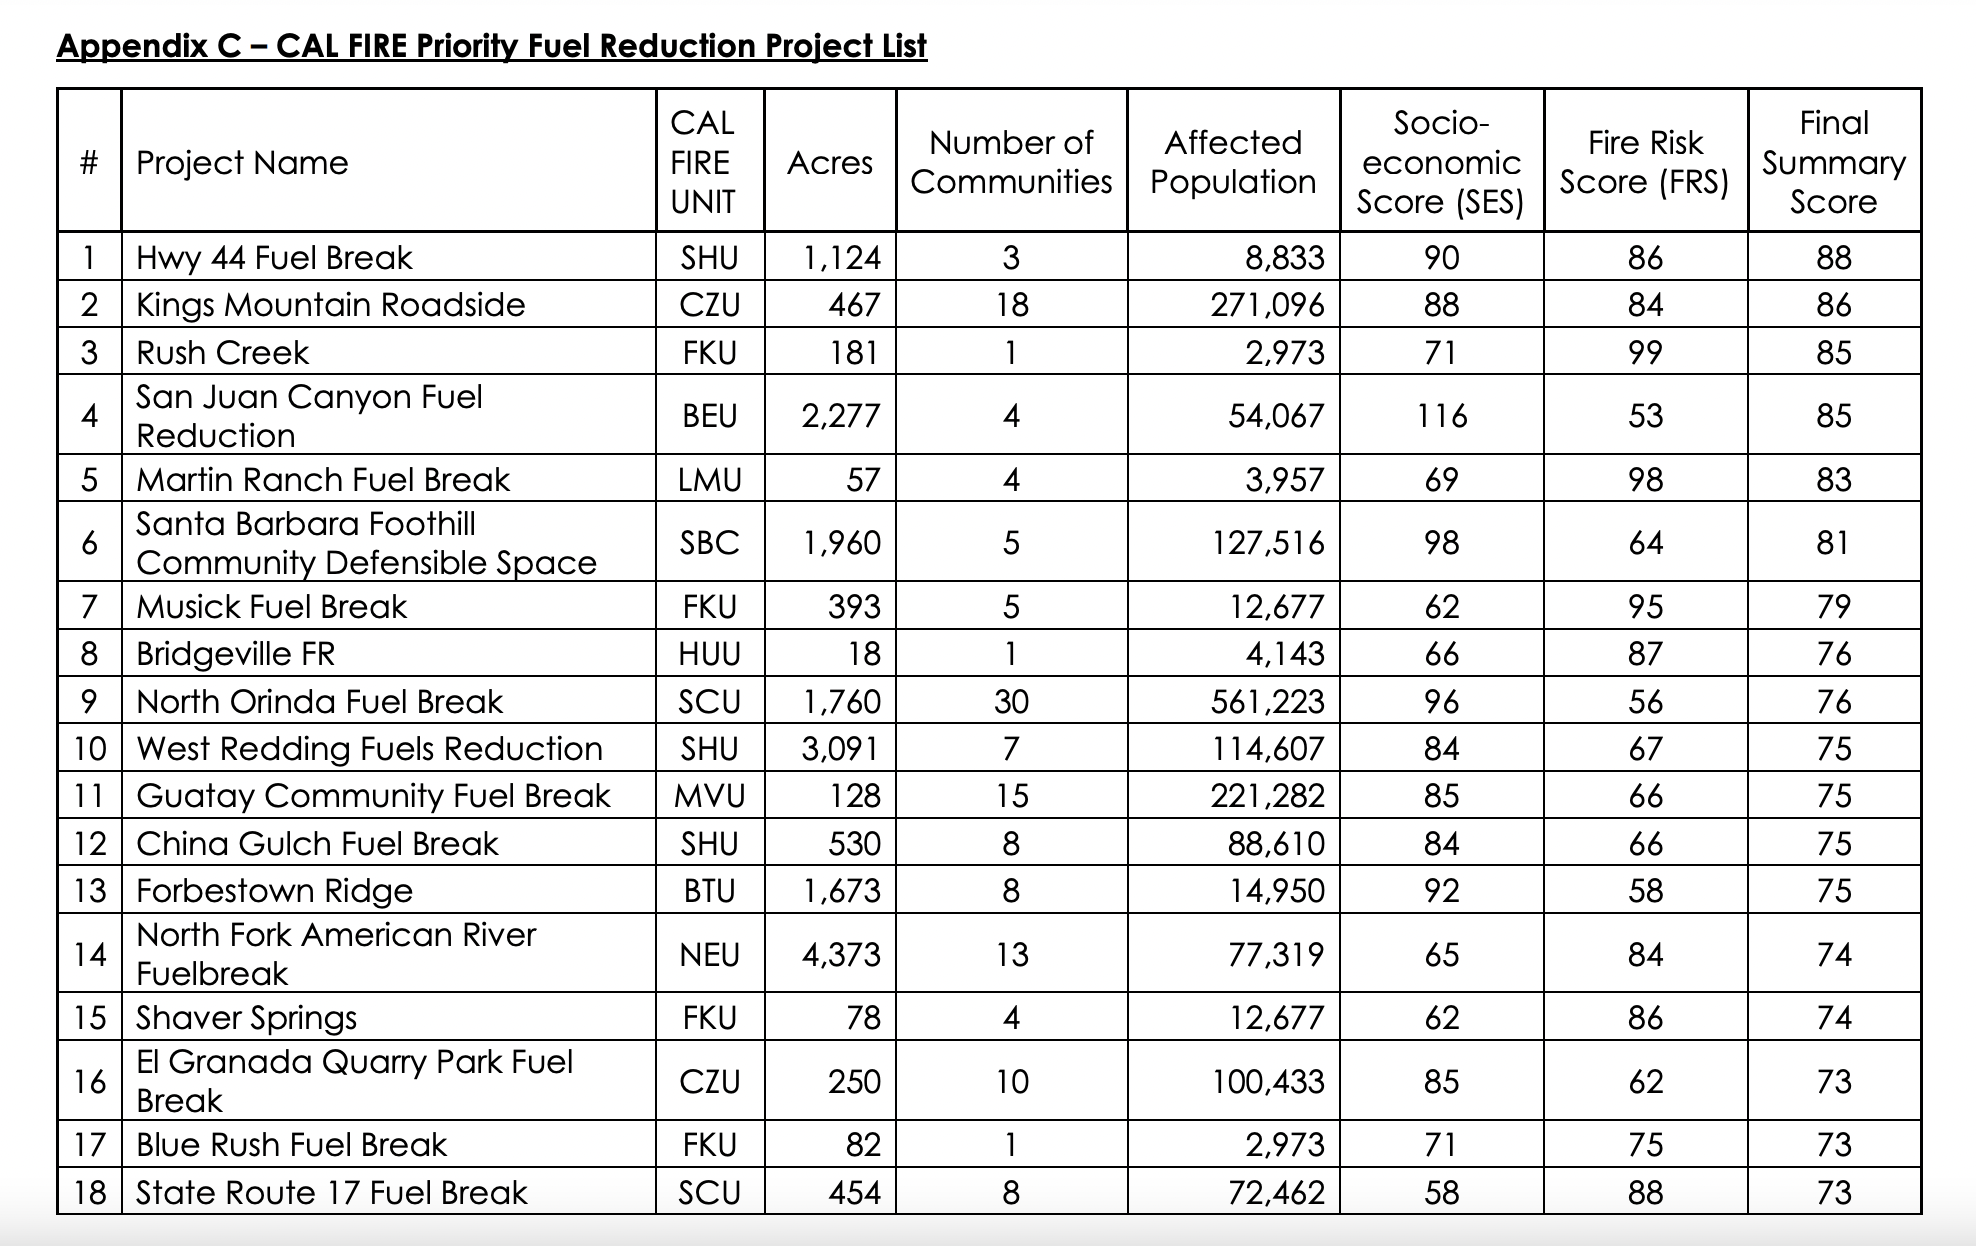 Appendix C – CAL FIRE Priority Fuel Reduction Project List
# Project Name CAL FIRE UNIT Acres Number of Communities Affected Population Socio-economic Score (SES) Fire Risk Score (FRS) Final Summary Score
1 Hwy 44 Fuel Break SHU 1,124 3 8,833 90 86 88
2 Kings Mountain Roadside CZU 467 18 271,096 88 84 86
3 Rush Creek FKU 181 1 2,973 71 99 85
4 San Juan Canyon Fuel Reduction BEU 2,277 4 54,067 116 53 85
5 Martin Ranch Fuel Break LMU 57 4 3,957 69 98 83
6 Santa Barbara Foothill Community Defensible Space SBC 1,960 5 127,516 98 64 81
7 Musick Fuel Break FKU 393 5 12,677 62 95 79
8 Bridgeville FR HUU 18 1 4,143 66 87 76
9 North Orinda Fuel Break SCU 1,760 30 561,223 96 56 76
10 West Redding Fuels Reduction SHU 3,091 7 114,607 84 67 75
11 Guatay Community Fuel Break MVU 128 15 221,282 85 66 75
12 China Gulch Fuel Break SHU 530 8 88,610 84 66 75
13 Forbestown Ridge BTU 1,673 8 14,950 92 58 75
14 North Fork American River Fuelbreak NEU 4,373 13 77,319 65 84 74
15 Shaver Springs FKU 78 4 12,677 62 86 74
16 El Granada Quarry Park Fuel Break CZU 250 10 100,433 85 62 73
17 Blue Rush Fuel Break FKU 82 1 2,973 71 75 73
18 State Route 17 Fuel Break SCU 454 8 72,462 58 88 73